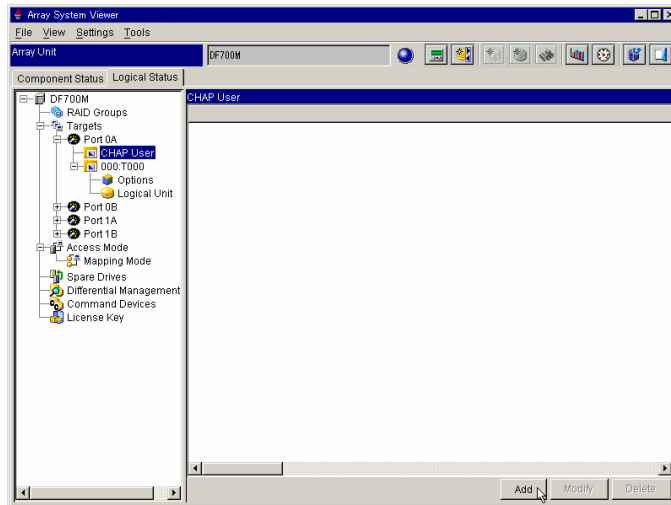 Array System Viewer
File View Settings Tools
Array Unit DF700M
Component Status Logical Status
DF700M
RAID Groups
Targets
Port 0A
CHAP User
000:T000
Options
Logical Unit
Port 0B
Port 1A
Port 1B
Access Mode
Mapping Mode
Spare Drives
Differential Management
Command Devices
License Key
CHAP User
Add Modify Delete